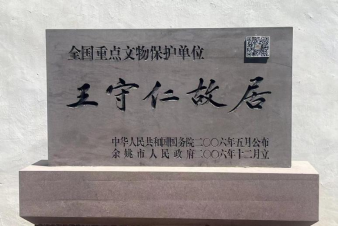 全国重点文物保护单位
王守仁故居
中华人民共和国国务院二〇〇六年五月公布
余姚市人民政府二〇〇六年十二月立